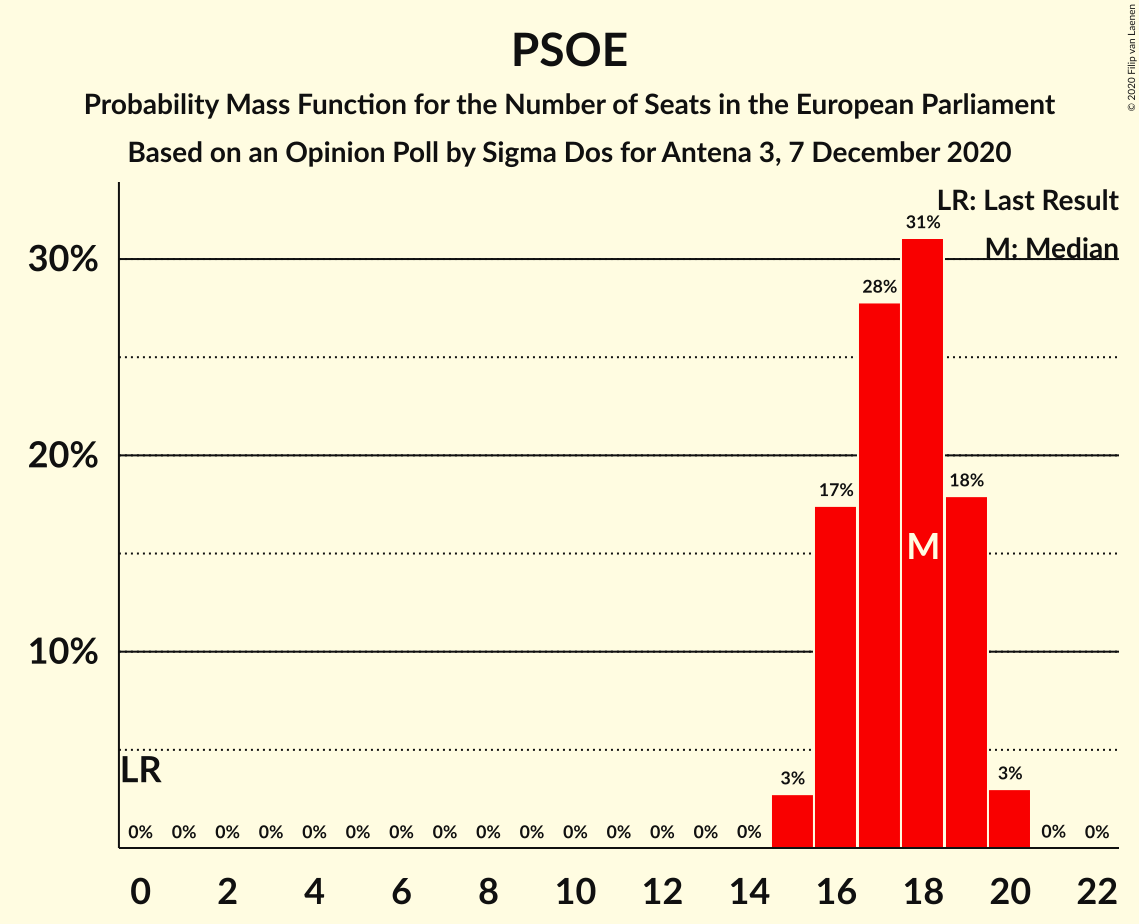 PSOE
Probability Mass Function for the Number of Seats in the European Parliament
Based on an Opinion Poll by Sigma Dos for Antena 3, 7 December 2020
© 2020 Filip van Laenen
LR: Last Result
M: Median
30%
20%
10%
31%
28%
18%
17%
M
LR
3%
3%
0% 0% 0% 0% 0% 0% 0% 0% 0% 0% 0% 0% 0% 0% 0% 0% 0%
0 2 4 6 8 10 12 14 16 18 20 22